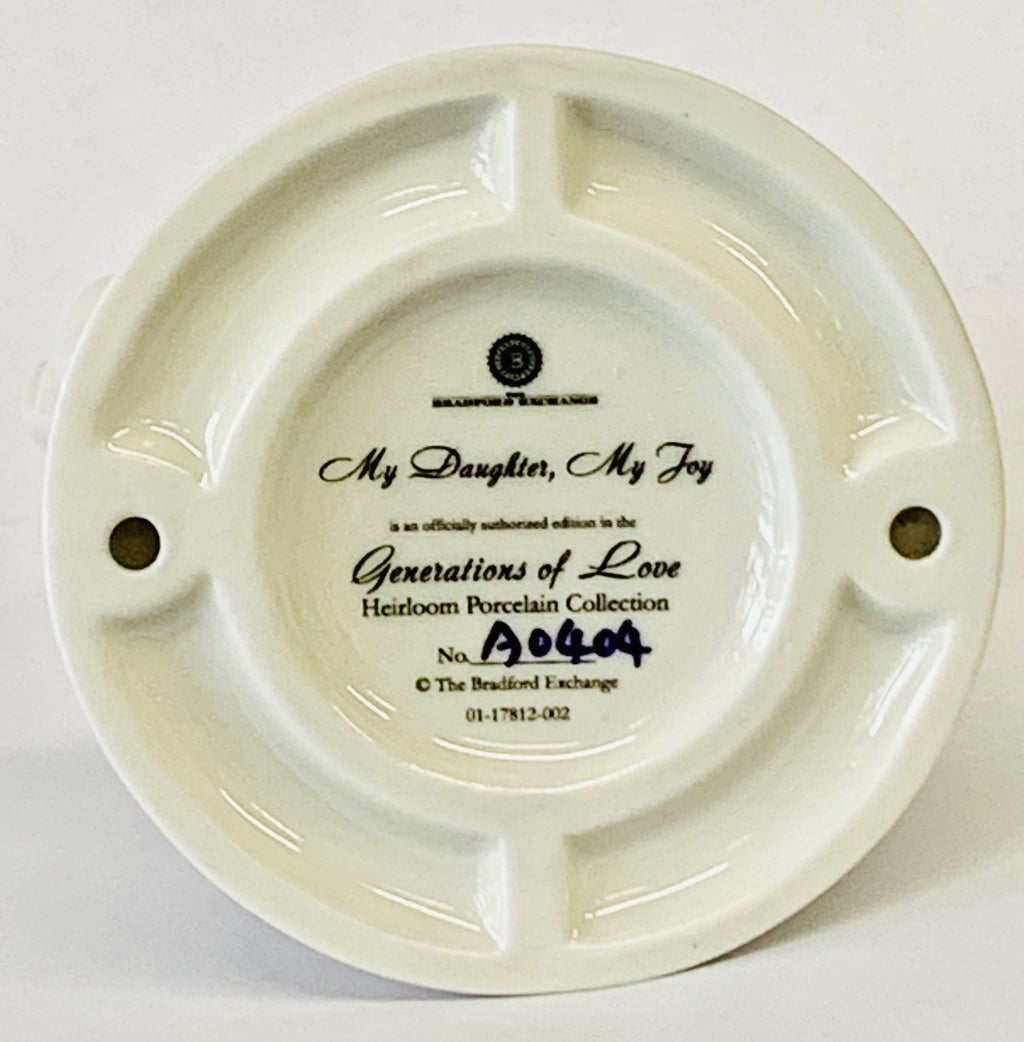 B
THE
BRADFORD EXCHANGE
My Daughter, My Joy
is an officially authorized edition in the
Generations of Love
Heirloom Porcelain Collection
No. A0404
© The Bradford Exchange
01-17812-002